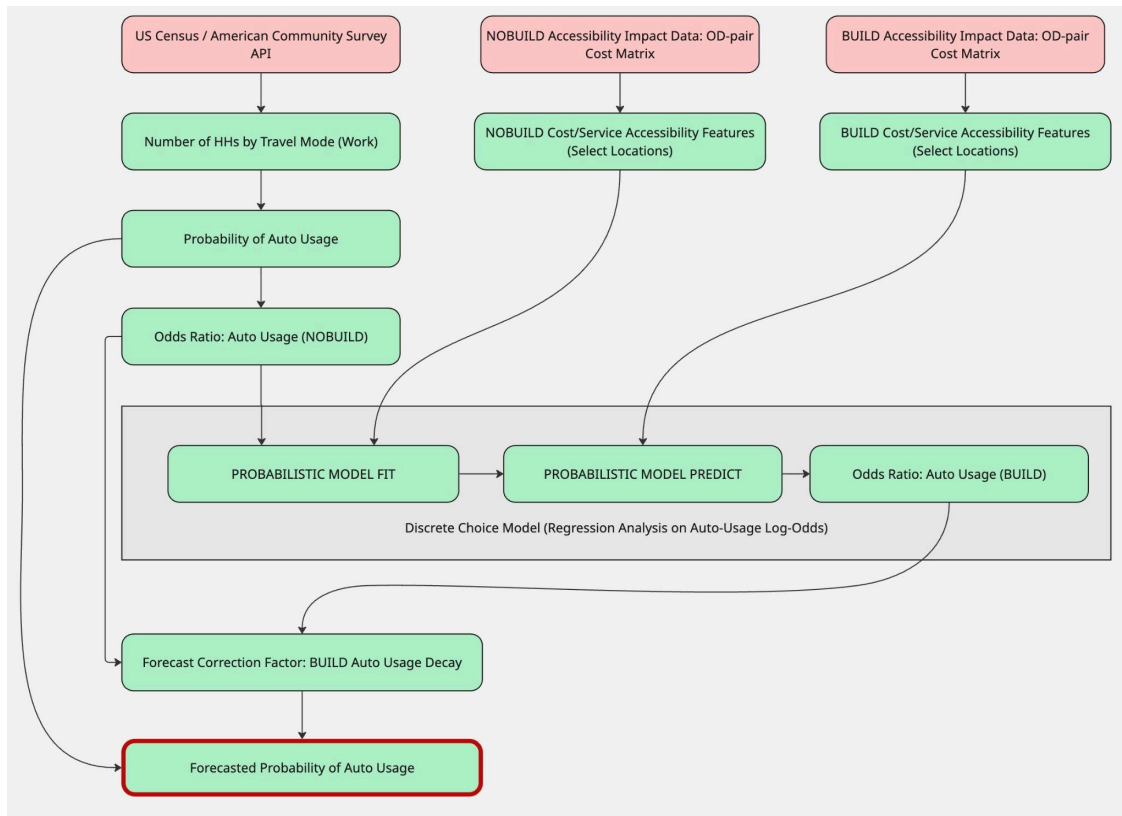 US Census / American Community Survey
API
NOBUILD Accessibility Impact Data: OD-pair
Cost Matrix
BUILD Accessibility Impact Data: OD-pair
Cost Matrix
Number of HHs by Travel Mode (Work)
NOBUILD Cost/Service Accessibility Features
(Select Locations)
BUILD Cost/Service Accessibility Features
(Select Locations)
Probability of Auto Usage
Odds Ratio: Auto Usage (NOBUILD)
PROBABILISTIC MODEL FIT
PROBABILISTIC MODEL PREDICT
Odds Ratio: Auto Usage (BUILD)
Discrete Choice Model (Regression Analysis on Auto-Usage Log-Odds)
Forecast Correction Factor: BUILD Auto Usage Decay
Forecasted Probability of Auto Usage